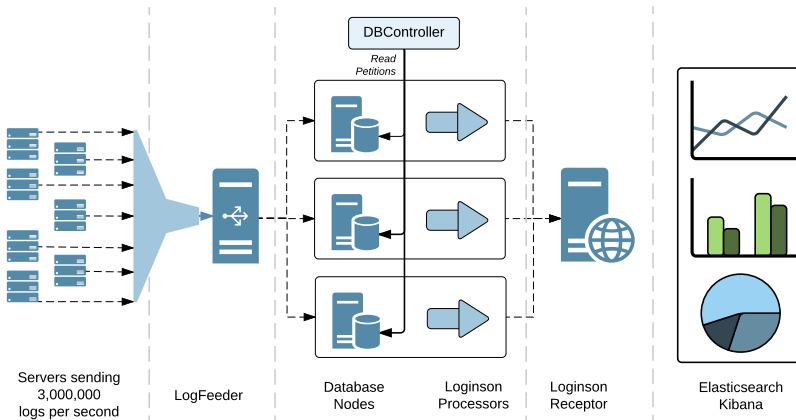 DBController
Read
Petitions
Servers sending
3,000,000
logs per second
LogFeeder
Database
Nodes
Loginson
Processors
Loginson
Receptor
Elasticsearch
Kibana